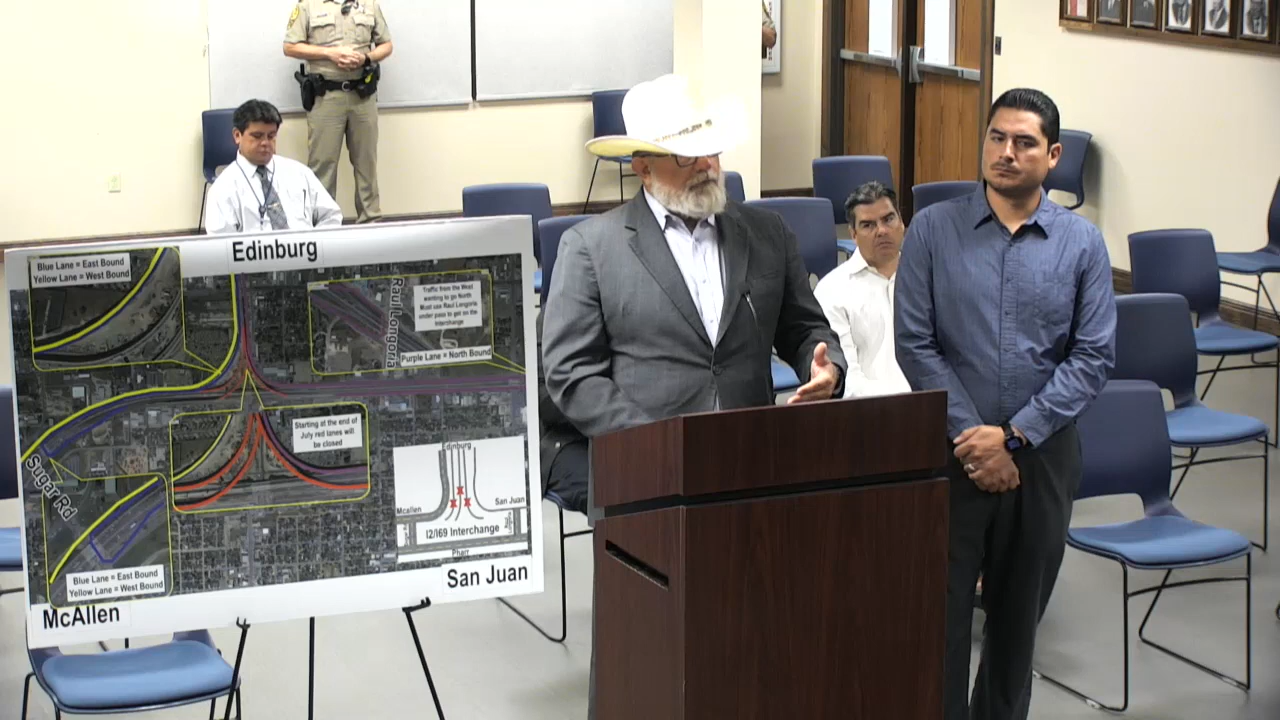 Edinburg
Blue Lane = East Bound
Yellow Lane = West Bound
Raul Longoria
Traffic from the West
wanting to go North
Must use Raul Longoria
under pass to get on the
Interchange
Purple Lane = North Bound
Starting at the end of
July red lanes will
be closed
Sugar Rd
Edinburg
Mcallen
San Juan
I2/I69 Interchange
Pharr
Blue Lane = East Bound
Yellow Lane = West Bound
McAllen
San Juan